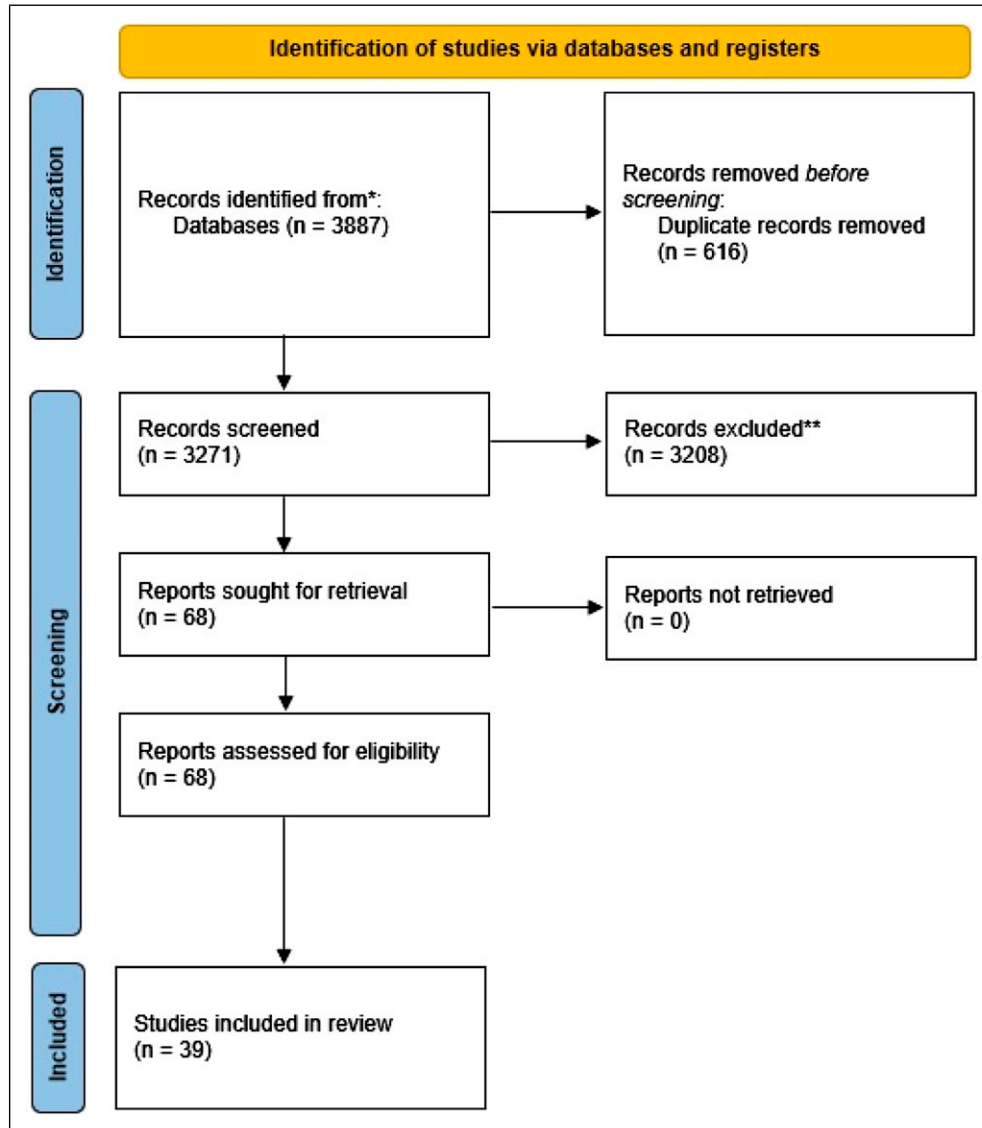 Identification of studies via databases and registers
Identification
Records identified from*:
Databases (n = 3887)
Records removed before
screening:
Duplicate records removed
(n = 616)
Screening
Records screened
(n = 3271)
Records excluded**
(n = 3208)
Reports sought for retrieval
(n = 68)
Reports not retrieved
(n = 0)
Reports assessed for eligibility
(n = 68)
Included
Studies included in review
(n = 39)